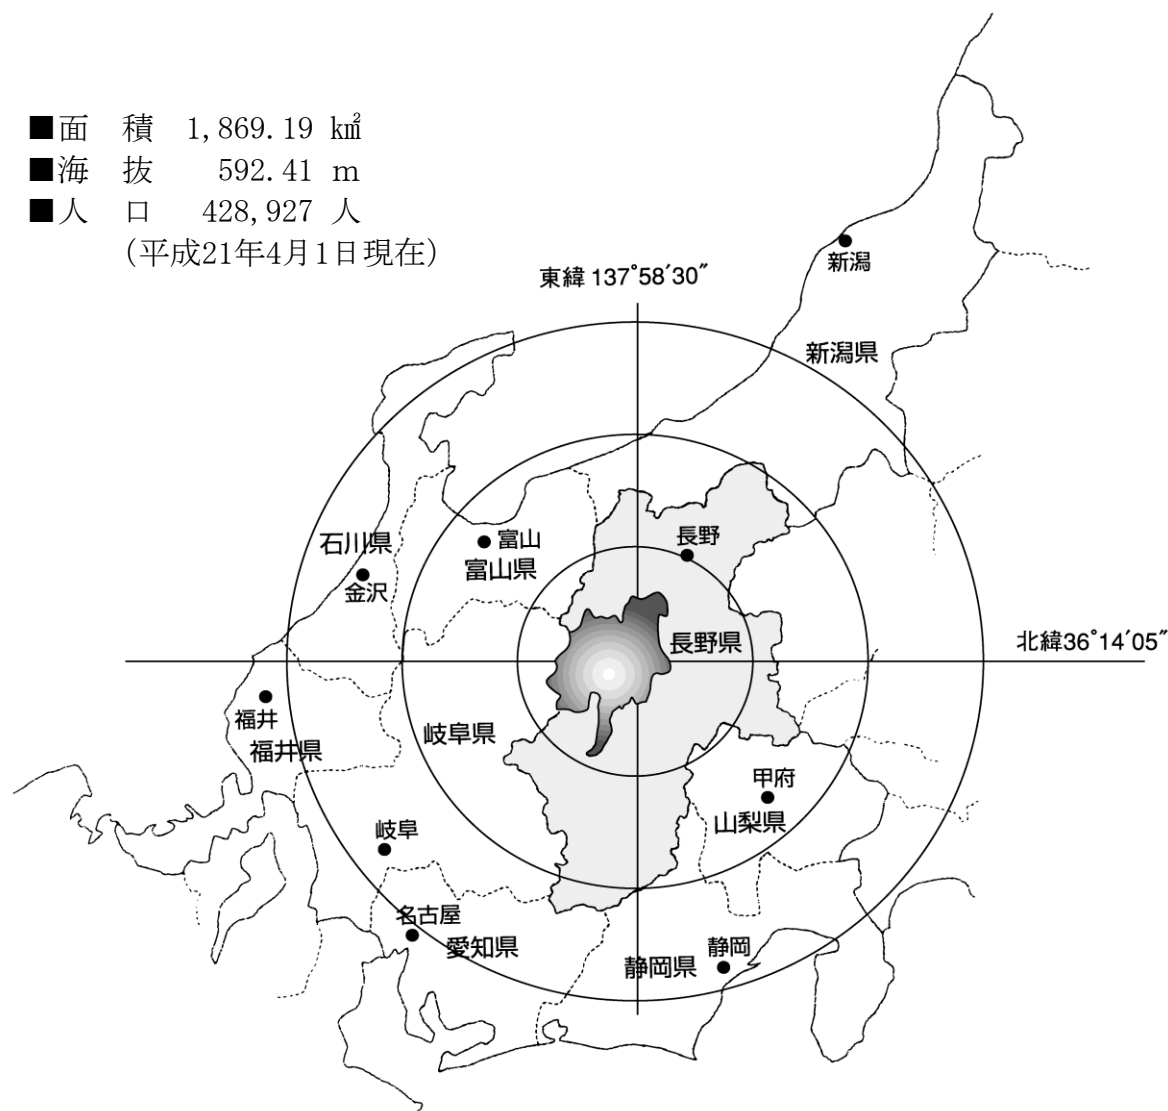 ■面　積　1,869.19 ㎢
■海　抜　592.41 m
■人　口　428,927 人
（平成21年4月1日現在）
東緯 137°58′30″
新潟
新潟県
長野
富山
富山県
石川県
金沢
長野県
北緯36°14′05″
福井
福井県
岐阜県
甲府
山梨県
岐阜
名古屋
愛知県
静岡
静岡県